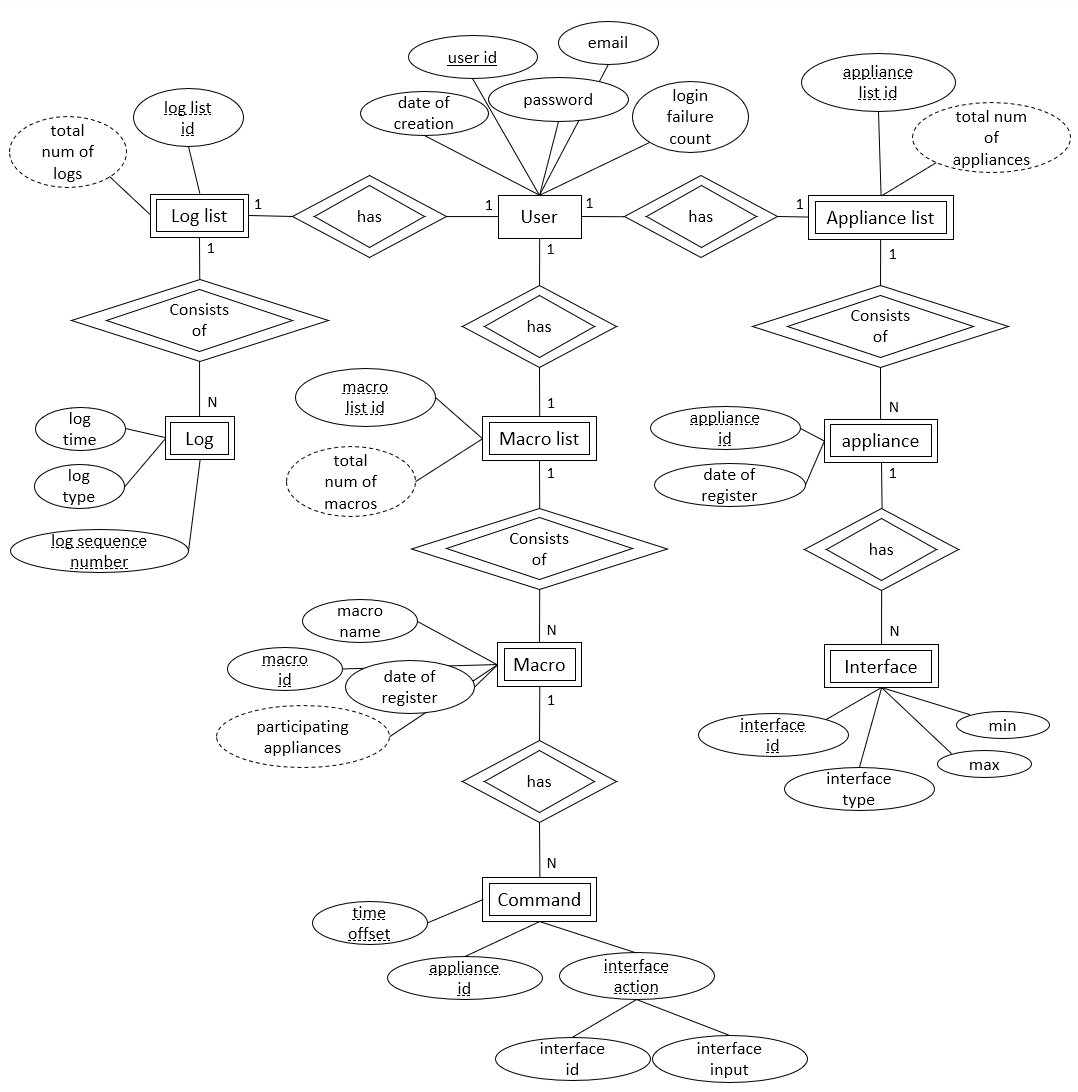 email
user id
appliance
list id
date of
creation
password
login
failure
count
log list
id
total
num of
logs
total num
of
appliances
Log list
1
has
1
User
1
has
1
Appliance list
1
1
1
Consists
of
has
Consists
of
N
1
N
macro
list id
log
time
Log
Macro list
appliance
id
appliance
log
type
total
num of
macros
1
date of
register
1
log sequence
number
Consists
of
has
macro
name
N
N
macro
id
date of
register
Macro
Interface
participating
appliances
1
interface
id
min
max
interface
type
has
N
time
offset
Command
appliance
id
interface
action
interface
id
interface
input